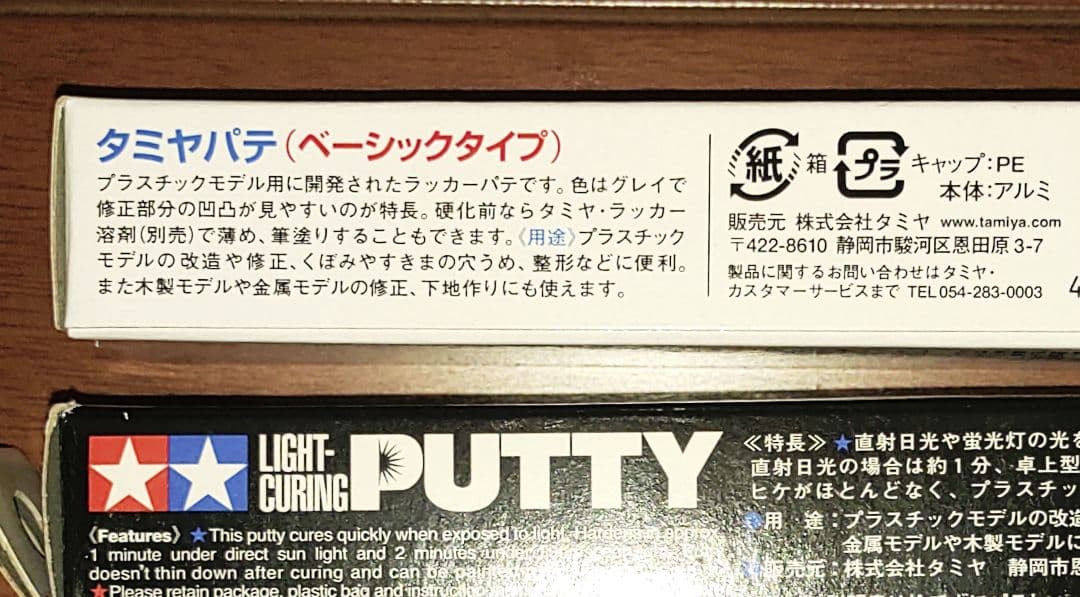 タミヤパテ(ベーシックタイプ)
プラスチックモデル用に開発されたラッカーパテです。色はグレイで
修正部分の凹凸が見やすいのが特長。硬化前ならタミヤ・ラッカー
溶剤(別売)で薄め、筆塗りすることもできます。《用途》プラスチック
モデルの改造や修正、くぼみやすきまの穴うめ、整形などに便利。
また木製モデルや金属モデルの修正、下地作りにも使えます。
紙 箱 プラ キャップ:PE
本体:アルミ
販売元 株式会社タミヤ www.tamiya.com
〒422-8610 静岡市駿河区恩田原3-7
製品に関するお問い合わせはタミヤ・
カスタマーサービスまで TEL054-283-0003
LIGHT-
CURING
PUTTY
《Features》★This putty cures quickly when exposed to light. Hardens in approx.
1 minute under direct sun light and 2 minutes under
doesn't thin down after curing and can be painted
★Please retain package, plastic bag and instruction
≪特長≫★直射日光や蛍光灯の光を
直射日光の場合は約1分、卓上型
ヒケがほとんどなく、プラスチッ
用 途:プラスチックモデルの改造
金属モデルや木製モデルに
販売元:株式会社タミヤ 静岡市